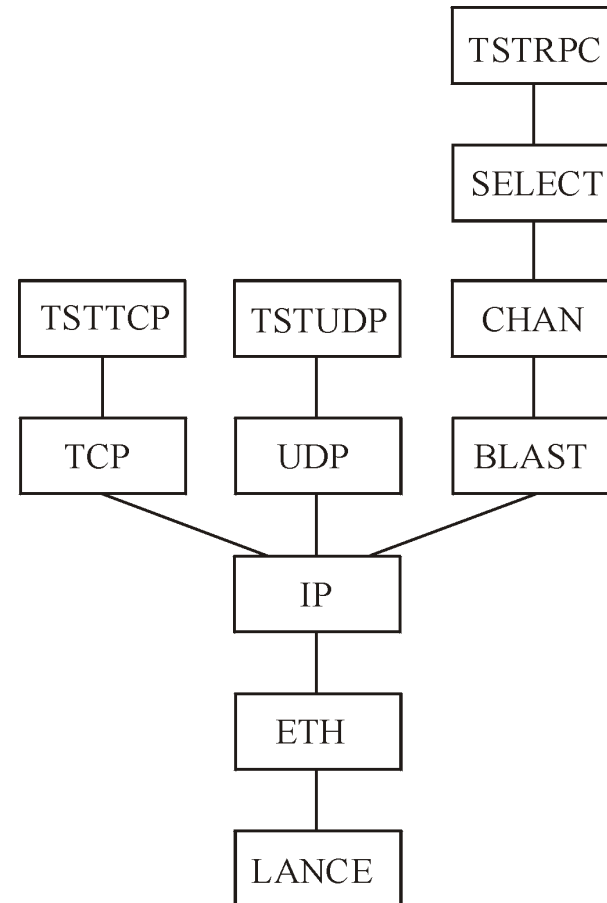 TSTRPC
SELECT
TSTTCP
TSTUDP
CHAN
TCP
UDP
BLAST
IP
ETH
LANCE